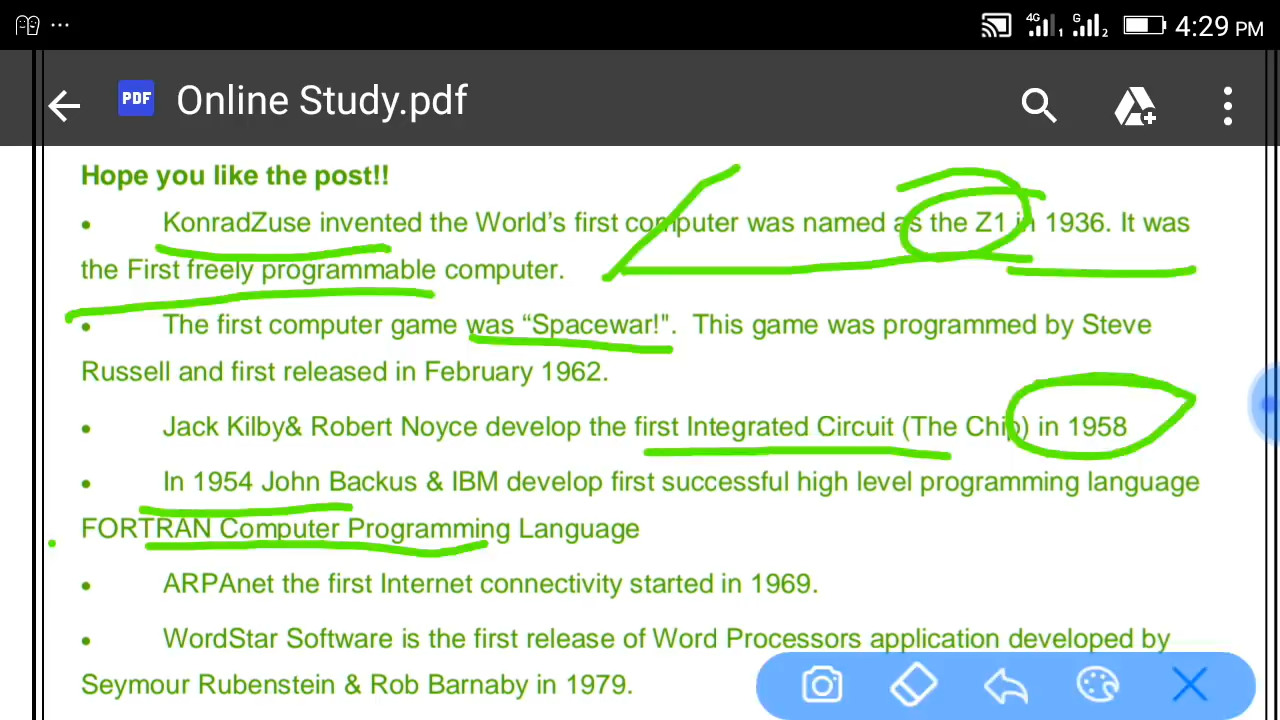 ... 4G 1 G 2 4:29 PM
PDF Online Study.pdf
Hope you like the post!!
• KonradZuse invented the World's first computer was named as the Z1 in 1936. It was
the First freely programmable computer.
• The first computer game was “Spacewar!". This game was programmed by Steve
Russell and first released in February 1962.
• Jack Kilby& Robert Noyce develop the first Integrated Circuit (The Chip) in 1958
• In 1954 John Backus & IBM develop first successful high level programming language
FORTRAN Computer Programming Language
• ARPAnet the first Internet connectivity started in 1969.
• WordStar Software is the first release of Word Processors application developed by
Seymour Rubenstein & Rob Barnaby in 1979.